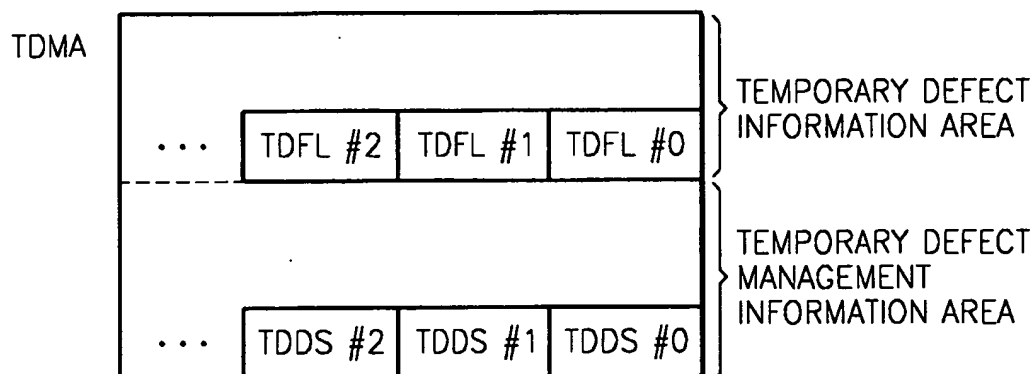 TDMA
TEMPORARY DEFECT
INFORMATION AREA
... TDFL #2 TDFL #1 TDFL #0
TEMPORARY DEFECT
MANAGEMENT
INFORMATION AREA
... TDDS #2 TDDS #1 TDDS #0